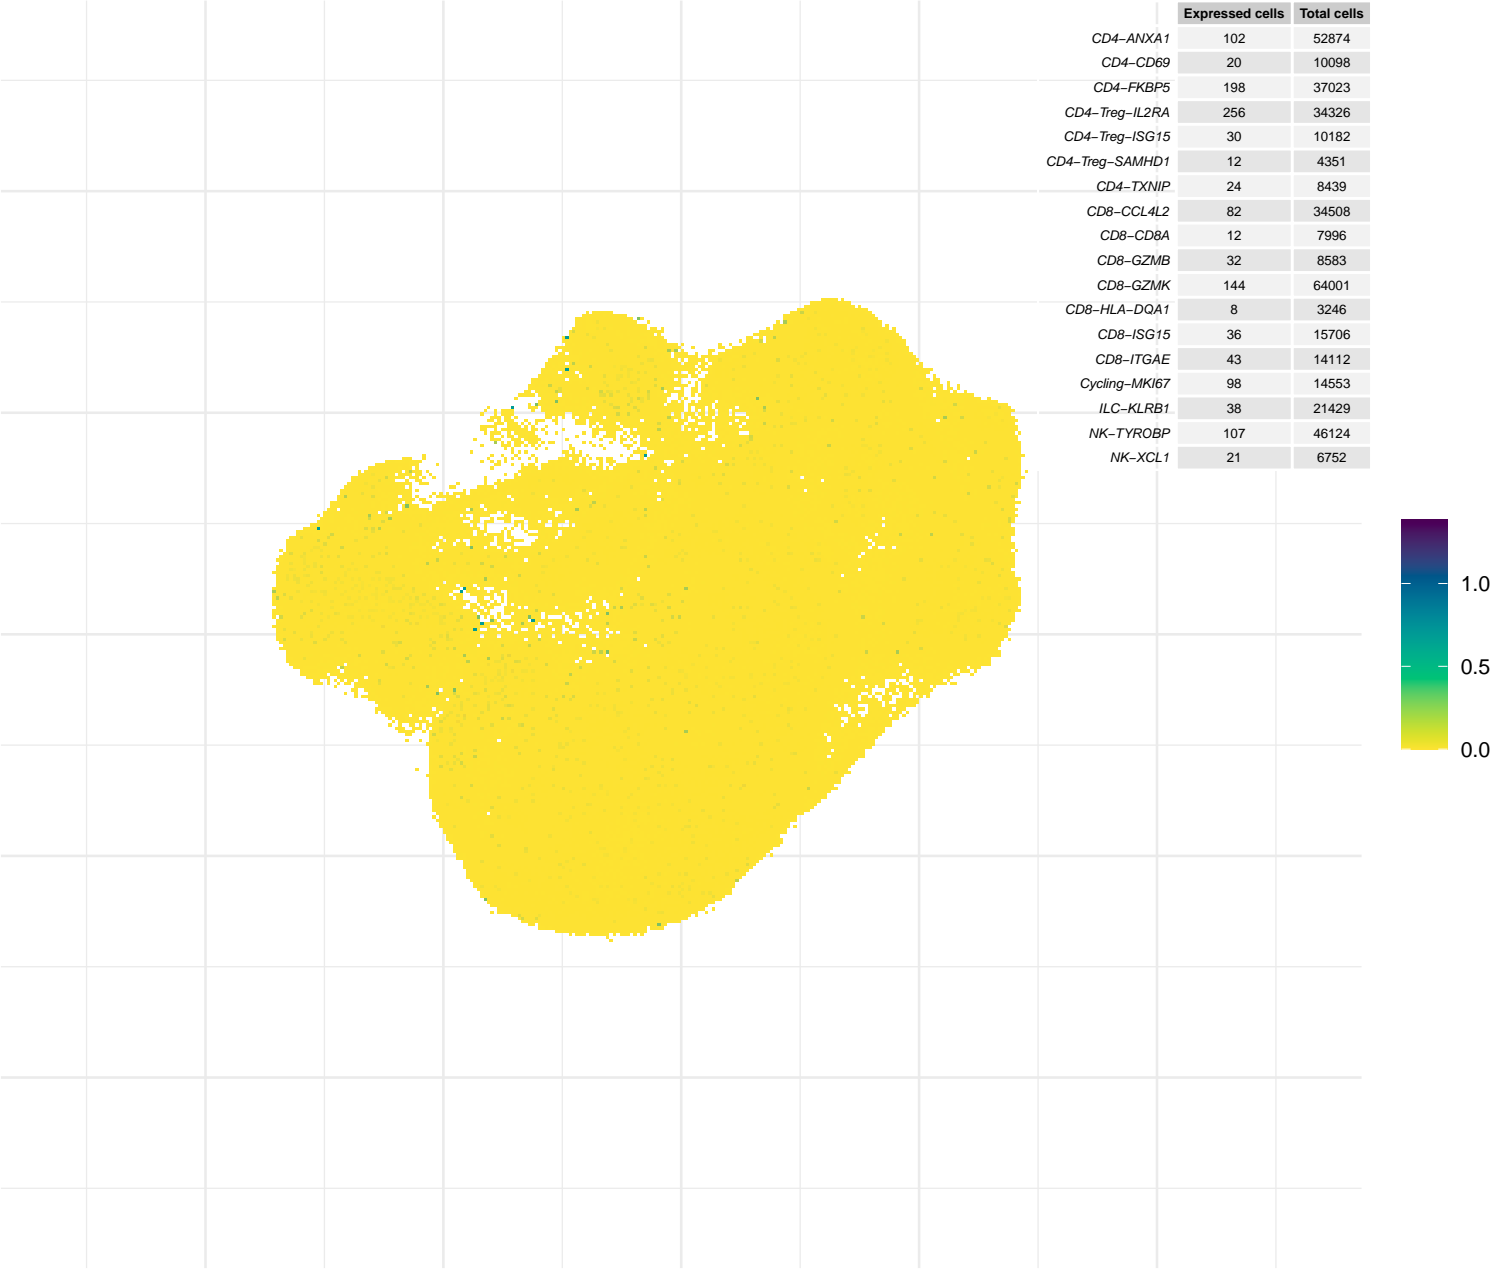 Expressed cells Total cells
CD4−ANXA1 102 52874
CD4−CD69 20 10098
CD4−FKBP5 198 37023
CD4−Treg−IL2RA 256 34326
CD4−Treg−ISG15 30 10182
CD4−Treg−SAMHD1 12 4351
CD4−TXNIP 24 8439
CD8−CCL4L2 82 34508
CD8−CD8A 12 7996
CD8−GZMB 32 8583
CD8−GZMK 144 64001
CD8−HLA−DQA1 8 3246
CD8−ISG15 36 15706
CD8−ITGAE 43 14112
Cycling−MKI67 98 14553
ILC−KLRB1 38 21429
NK−TYROBP 107 46124
NK−XCL1 21 6752
1.0
0.5
0.0